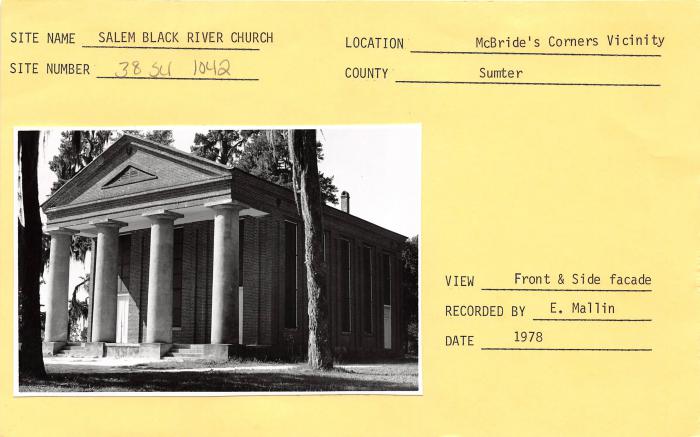 SITE NAME SALEM BLACK RIVER CHURCH
SITE NUMBER 38 SU 1042
LOCATION McBride's Corners Vicinity
COUNTY Sumter
VIEW Front & Side facade
RECORDED BY E. Mallin
DATE 1978